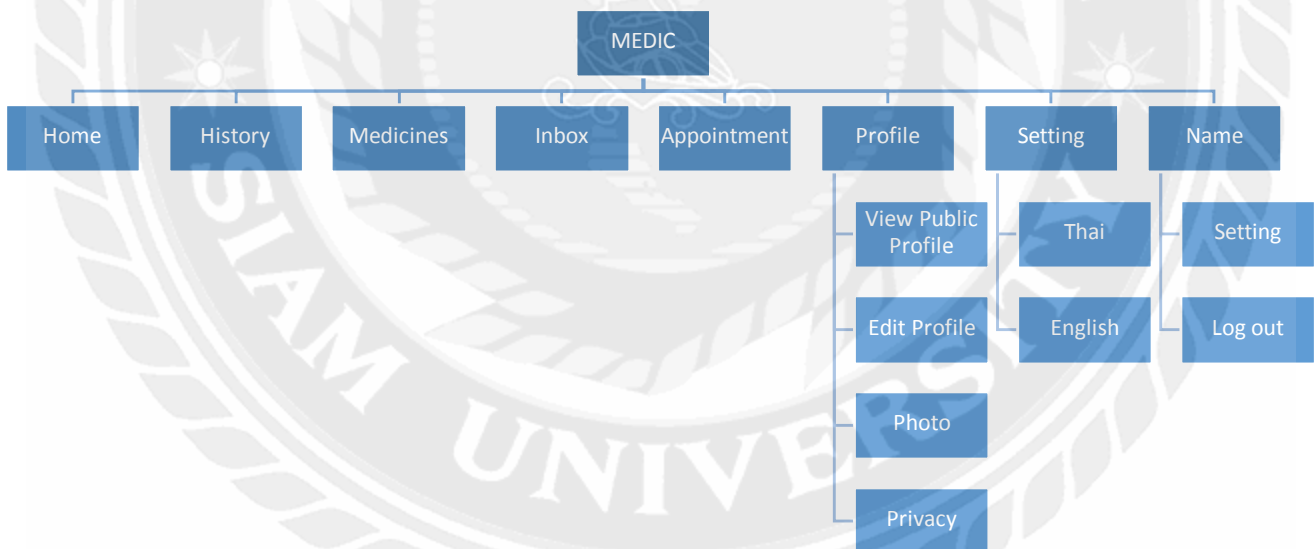 MEDIC
Home
History
Medicines
Inbox
Appointment
Profile
Setting
Name
View Public
Profile
Thai
Setting
Edit Profile
English
Log out
Photo
Privacy
SIAM UNIVERSITY